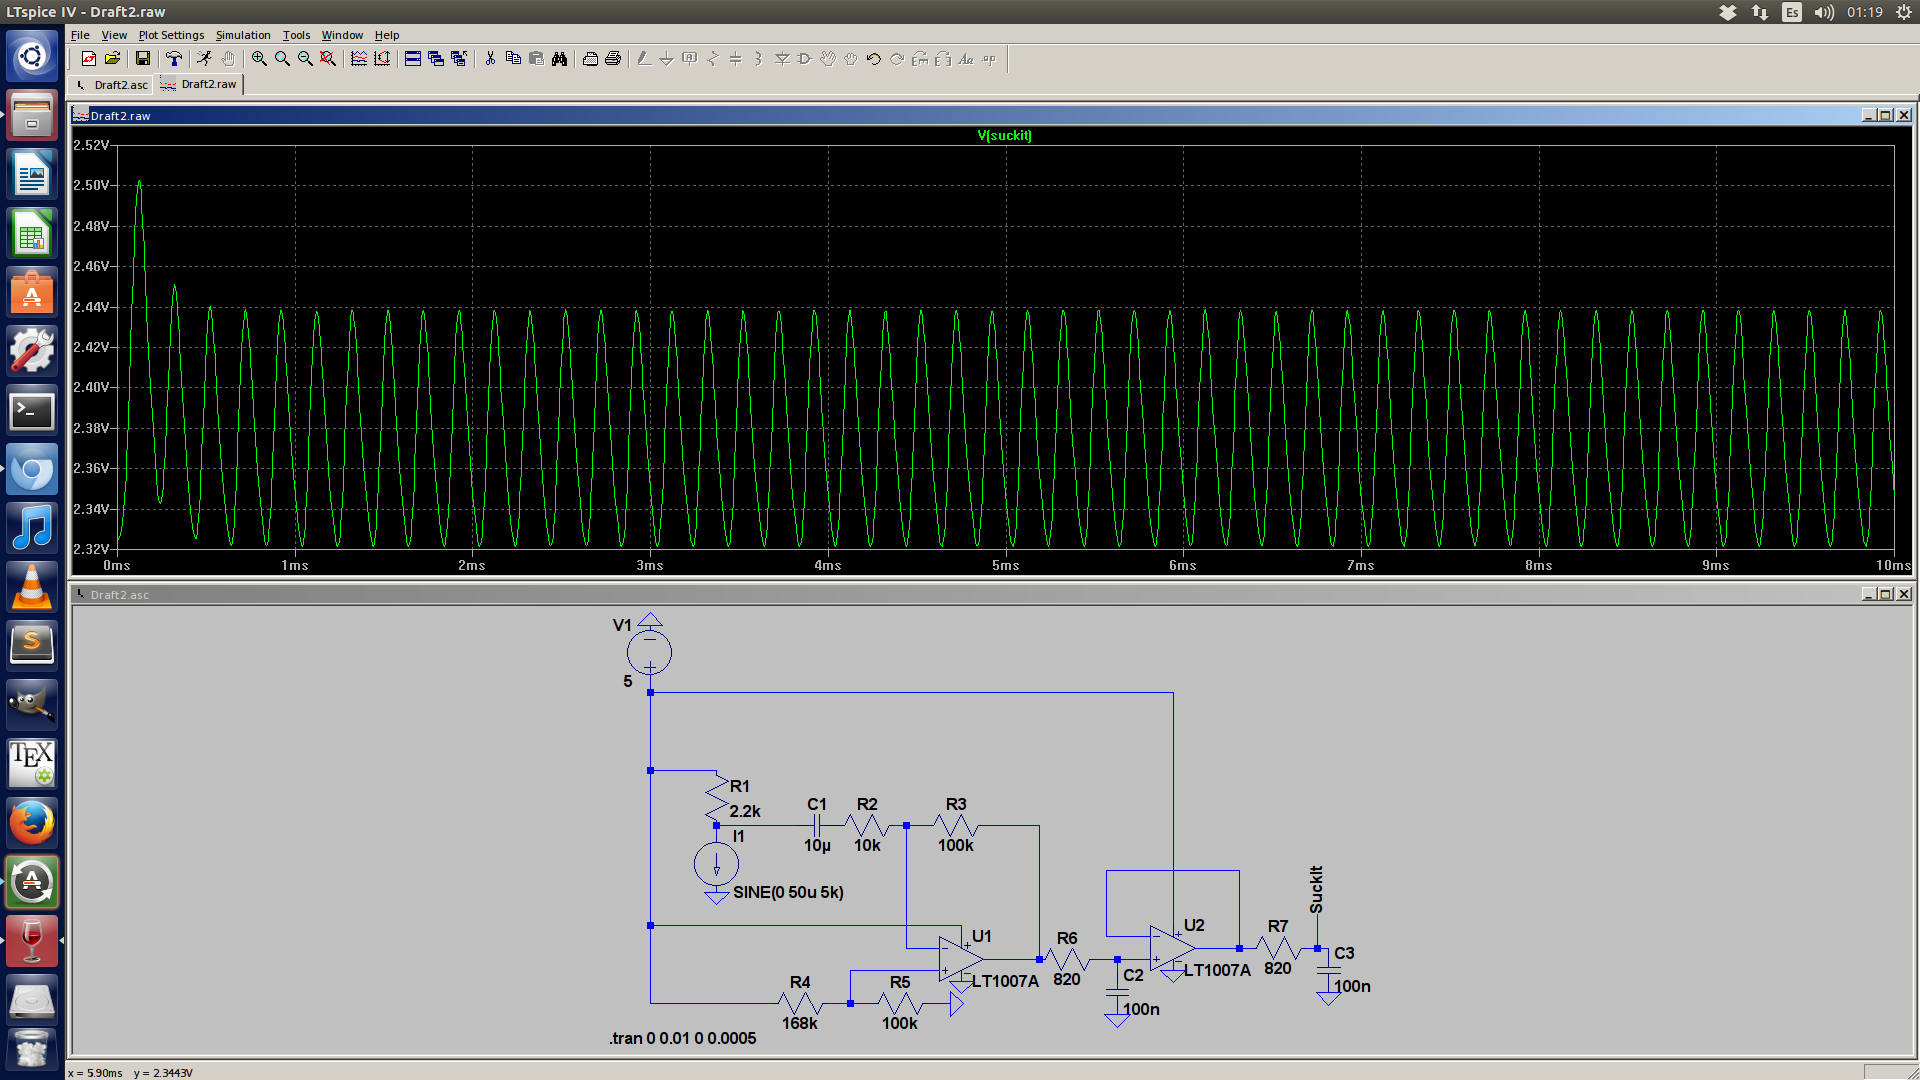 LTspice IV - Draft2.raw
Es
01:19
File View Plot Settings Simulation Tools Window Help
Draft2.asc Draft2.raw
Draft2.raw
V(suckit)
2.52V
2.50V
2.48V
2.46V
2.44V
2.42V
2.40V
2.38V
2.36V
2.34V
2.32V
0ms 1ms 2ms 3ms 4ms 5ms 6ms 7ms 8ms 9ms 10ms
Draft2.asc
V1
5
R1
2.2k
I1
SINE(0 50u 5k)
C1
10µ
R2
10k
R3
100k
U1
LT1007A
R4
168k
R5
100k
R6
820
C2
100n
U2
LT1007A
R7
820
SuckIt
C3
100n
.tran 0 0.01 0 0.0005
x = 5.90ms y = 2.3443V